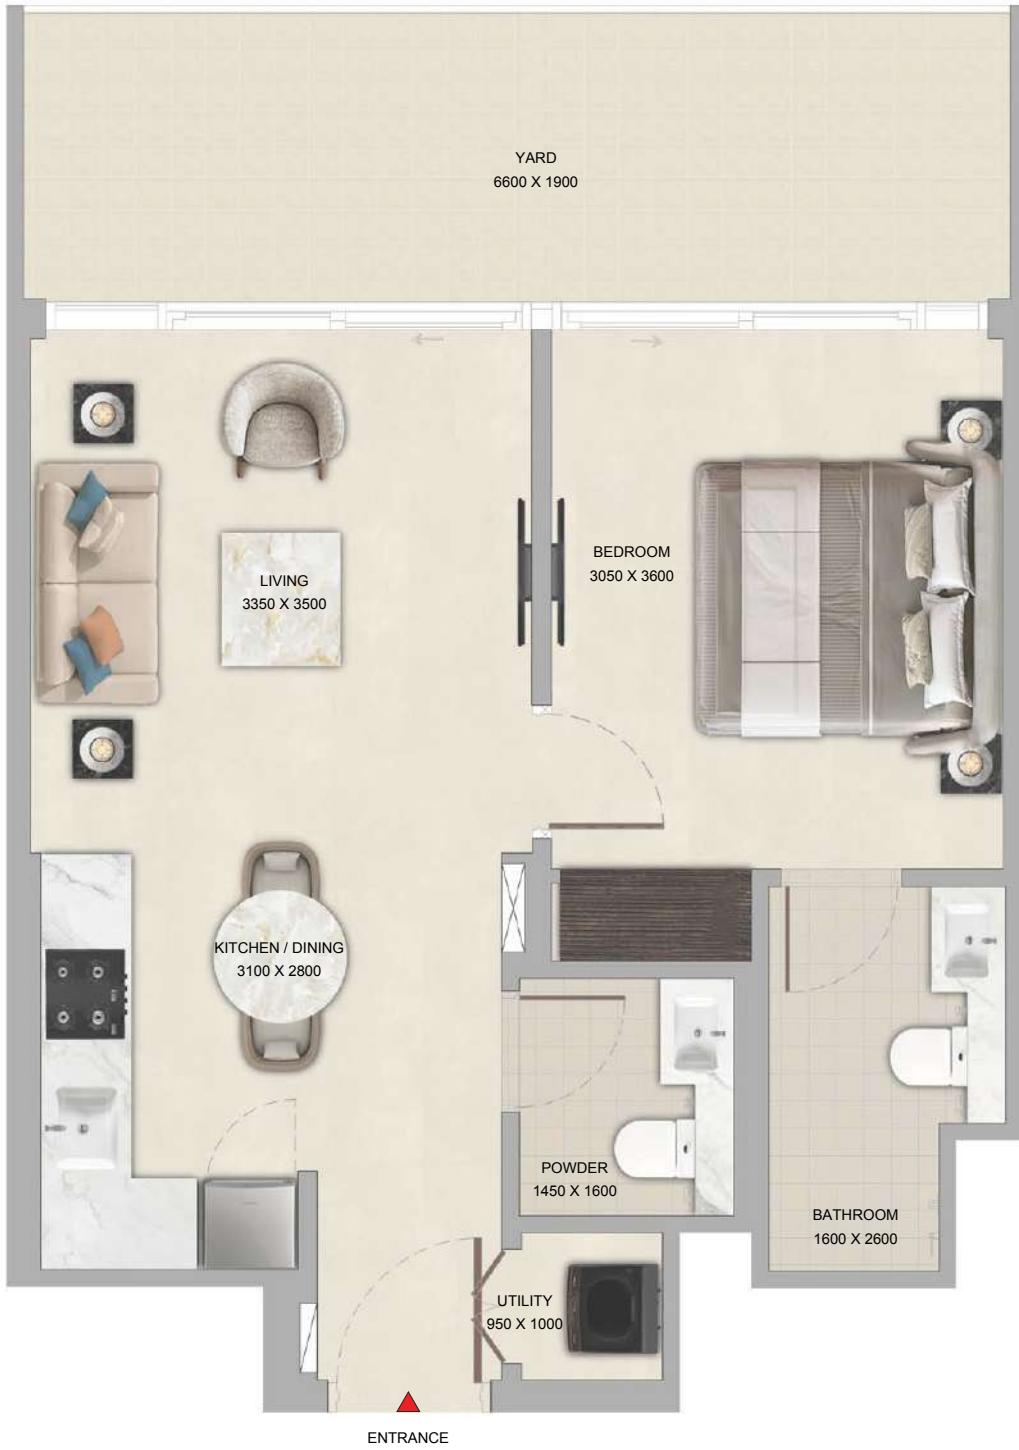 YARD
6600 X 1900
LIVING
3350 X 3500
BEDROOM
3050 X 3600
KITCHEN / DINING
3100 X 2800
POWDER
1450 X 1600
BATHROOM
1600 X 2600
UTILITY
950 X 1000
ENTRANCE